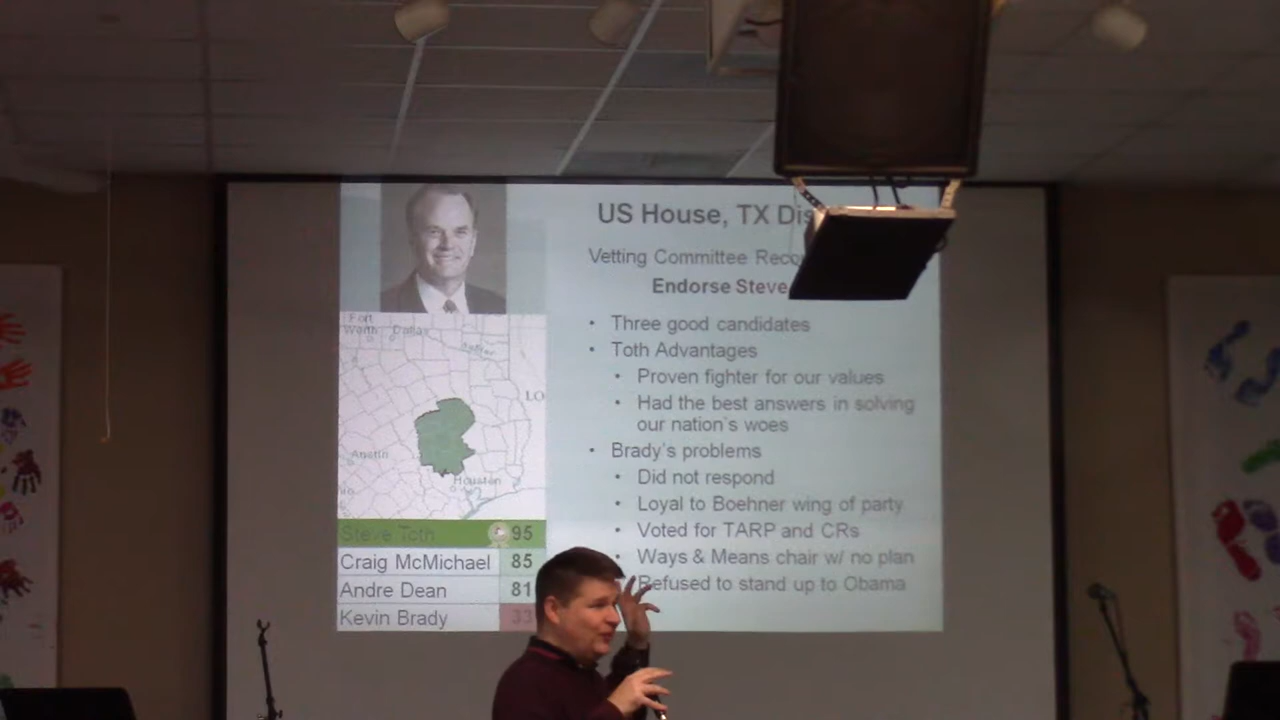 US House, TX Dis
Vetting Committee Reco
Endorse Steve
• Three good candidates
• Toth Advantages
• Proven fighter for our values
• Had the best answers in solving
our nation's woes
• Brady's problems
• Did not respond
• Loyal to Boehner wing of party
• Voted for TARP and CRs
• Ways & Means chair w/ no plan
Refused to stand up to Obama
Fort
Worth Dallas
LO
Austin
Houston
Steve Toth 95
Craig McMichael 85
Andre Dean 81
Kevin Brady 33